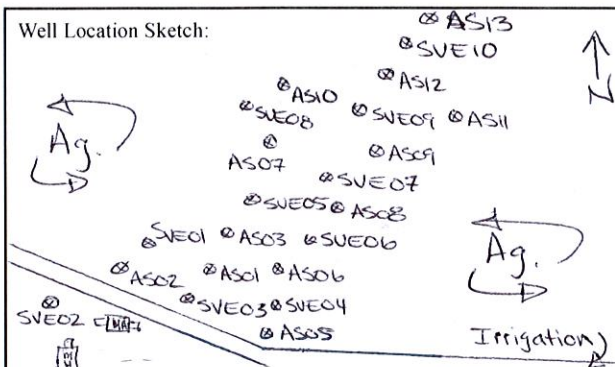 Well Location Sketch:
AS13
SVE10
N
AS12
AS10
SVE08
SVE09
AS11
Ag.
AS07
AS09
SVE07
SVE05
AS08
SVE01
AS03
SVE06
Ag.
AS02
AS01
AS06
SVE03
SVE04
SVE02
AS05
Irrigation